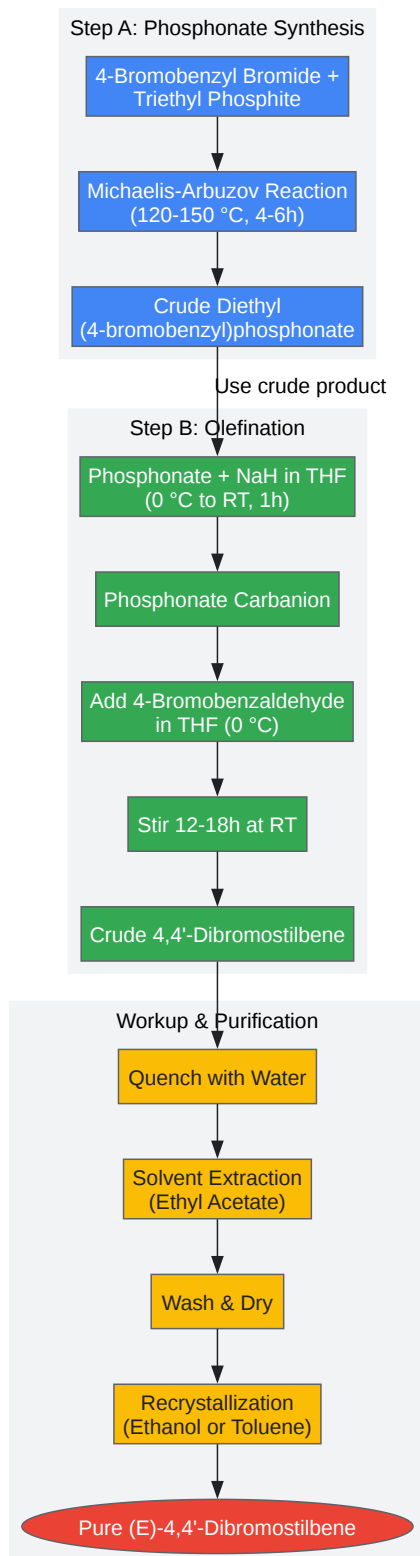 Step A: Phosphonate Synthesis
4-Bromobenzyl Bromide +
Triethyl Phosphite
Michaelis-Arbuzov Reaction
(120-150 °C, 4-6h)
Crude Diethyl
(4-bromobenzyl)phosphonate
Use crude product
Step B: Olefination
Phosphonate + NaH in THF
(0 °C to RT, 1h)
Phosphonate Carbanion
Add 4-Bromobenzaldehyde
in THF (0 °C)
Stir 12-18h at RT
Crude 4,4'-Dibromostilbene
Workup & Purification
Quench with Water
Solvent Extraction
(Ethyl Acetate)
Wash & Dry
Recrystallization
(Ethanol or Toluene)
Pure (E)-4,4'-Dibromostilbene